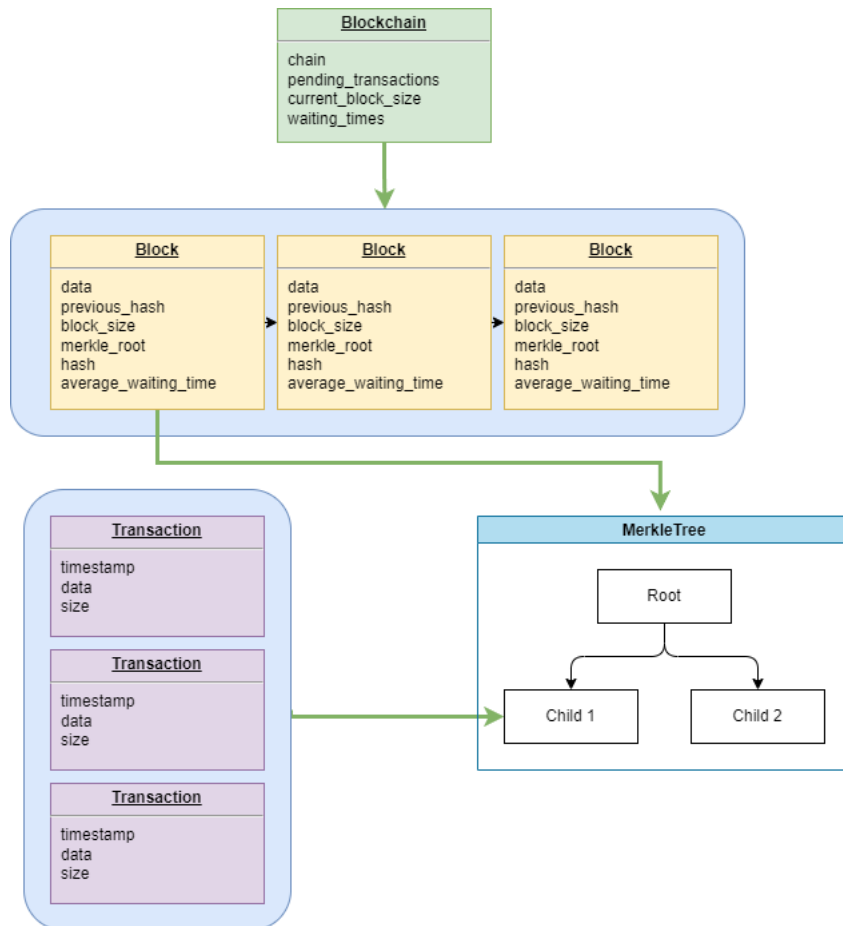 Blockchain
chain
pending_transactions
current_block_size
waiting_times
Block
data
previous_hash
block_size
merkle_root
hash
average_waiting_time
Block
data
previous_hash
block_size
merkle_root
hash
average_waiting_time
Block
data
previous_hash
block_size
merkle_root
hash
average_waiting_time
Transaction
timestamp
data
size
Transaction
timestamp
data
size
Transaction
timestamp
data
size
MerkleTree
Root
Child 1
Child 2